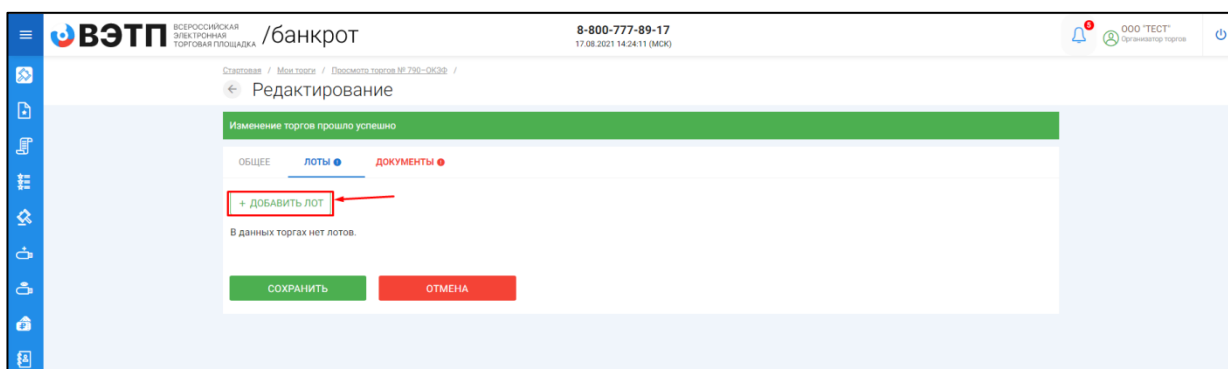 ВЭТП
ВСЕРОССИЙСКАЯ
ЭЛЕКТРОННАЯ
ТОРГОВАЯ ПЛОЩАДКА
/банкрот
8-800-777-89-17
17.08.2021 14:24:11 (МСК)
ООО "ТЕСТ"
Организатор торгов
Стартовая / Мои торги / Просмотр торгов № 790-ОКЗФ /
Редактирование
Изменение торгов прошло успешно
ОБЩЕЕ ЛОТЫ ДОКУМЕНТЫ
+ ДОБАВИТЬ ЛОТ
В данных торгах нет лотов.
СОХРАНИТЬ ОТМЕНА